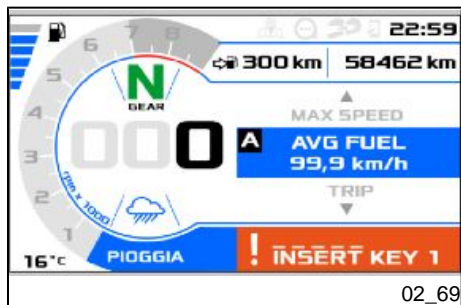 22:59
300 km 58462 km
8
7
6
5
4
3
2
1
rpm x 1000
N
GEAR
000
MAX SPEED
A AVG FUEL
99,9 km/h
TRIP
16°C
PIOGGIA
! INSERT KEY 1
02_69